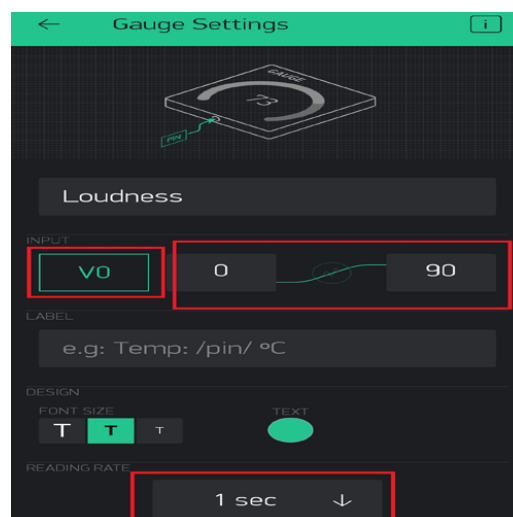 ← Gauge Settings i
GAUGE
73
PIN
Loudness
INPUT
V0 0 90
LABEL
e.g: Temp: /pin/ ºC
DESIGN
FONT SIZE TEXT
T T T
READING RATE
1 sec ↓